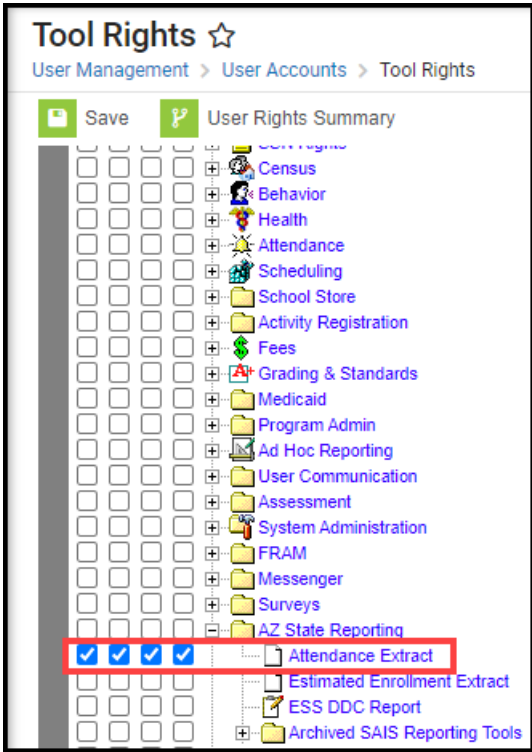 Tool Rights
User Management > User Accounts > Tool Rights
Save User Rights Summary
Rights
Census
Behavior
Health
Attendance
Scheduling
School Store
Activity Registration
Fees
Grading & Standards
Medicaid
Program Admin
Ad Hoc Reporting
User Communication
Assessment
System Administration
FRAM
Messenger
Surveys
AZ State Reporting
Attendance Extract
Estimated Enrollment Extract
ESS DDC Report
Archived SAIS Reporting Tools